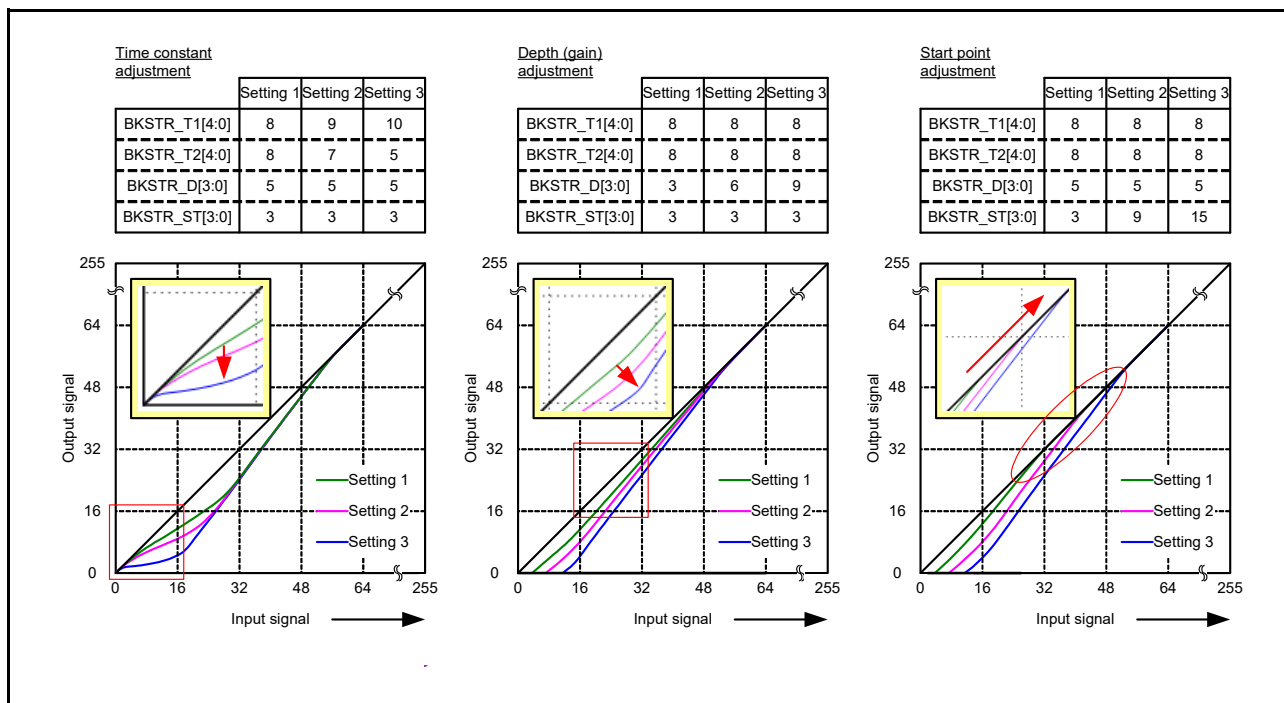 Time constant
adjustment
Setting 1 Setting 2 Setting 3
BKSTR_T1[4:0] 8 9 10
BKSTR_T2[4:0] 8 7 5
BKSTR_D[3:0] 5 5 5
BKSTR_ST[3:0] 3 3 3
255
64
48
32
16
0
Output signal
Setting 1
Setting 2
Setting 3
0 16 32 48 64 255
Input signal
Depth (gain)
adjustment
Setting 1 Setting 2 Setting 3
BKSTR_T1[4:0] 8 8 8
BKSTR_T2[4:0] 8 8 8
BKSTR_D[3:0] 3 6 9
BKSTR_ST[3:0] 3 3 3
255
64
48
32
16
0
Output signal
Setting 1
Setting 2
Setting 3
0 16 32 48 64 255
Input signal
Start point
adjustment
Setting 1 Setting 2 Setting 3
BKSTR_T1[4:0] 8 8 8
BKSTR_T2[4:0] 8 8 8
BKSTR_D[3:0] 5 5 5
BKSTR_ST[3:0] 3 9 15
255
64
48
32
16
0
Output signal
Setting 1
Setting 2
Setting 3
0 16 32 48 64 255
Input signal